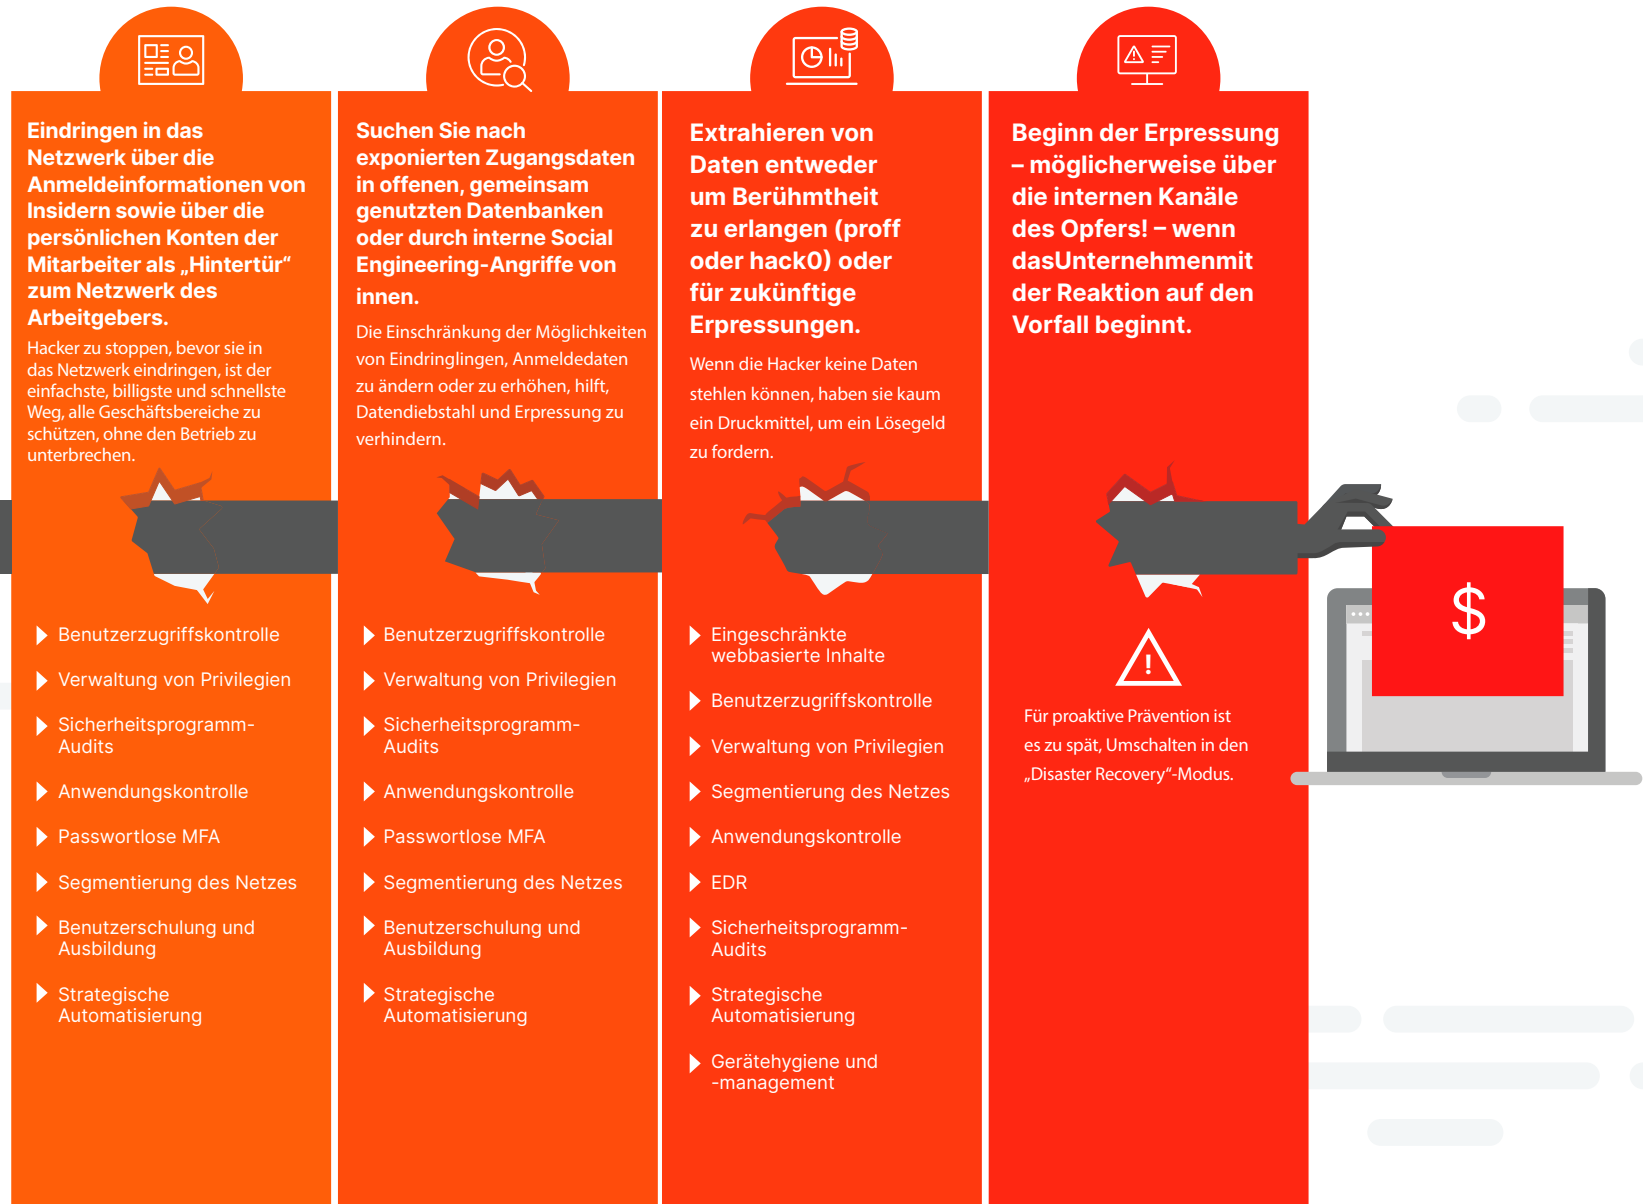 Eindringen in das
Netzwerk über die
Anmeldeinformationen von
Insidern sowie über die
persönlichen Konten der
Mitarbeiter als „Hintertür“
zum Netzwerk des
Arbeitgebers.
Hacker zu stoppen, bevor sie in
das Netzwerk eindringen, ist der
einfachste, billigste und schnellste
Weg, alle Geschäftsbereiche zu
schützen, ohne den Betrieb zu
unterbrechen.
Benutzerzugriffskontrolle
Verwaltung von Privilegien
Sicherheitsprogramm-
Audits
Anwendungskontrolle
Passwortlose MFA
Segmentierung des Netzes
Benutzerschulung und
Ausbildung
Strategische
Automatisierung
Suchen Sie nach
exponierten Zugangsdaten
in offenen, gemeinsam
genutzten Datenbanken
oder durch interne Social
Engineering-Angriffe von
innen.
Die Einschränkung der Möglichkeiten
von Eindringlingen, Anmeldedaten
zu ändern oder zu erhöhen, hilft,
Datendiebstahl und Erpressung zu
verhindern.
Benutzerzugriffskontrolle
Verwaltung von Privilegien
Sicherheitsprogramm-
Audits
Anwendungskontrolle
Passwortlose MFA
Segmentierung des Netzes
Benutzerschulung und
Ausbildung
Strategische
Automatisierung
Extrahieren von
Daten entweder
um Berühmtheit
zu erlangen (proff
oder hack0) oder
für zukünftige
Erpressungen.
Wenn die Hacker keine Daten
stehlen können, haben sie kaum
ein Druckmittel, um ein Lösegeld
zu fordern.
Eingeschränkte
webbasierte Inhalte
Benutzerzugriffskontrolle
Verwaltung von Privilegien
Segmentierung des Netzes
Anwendungskontrolle
EDR
Sicherheitsprogramm-
Audits
Strategische
Automatisierung
Gerätehygiene und
-management
Beginn der Erpressung
– möglicherweise über
die internen Kanäle
des Opfers! – wenn
dasUnternehmenmit
der Reaktion auf den
Vorfall beginnt.
!
Für proaktive Prävention ist
es zu spät, Umschalten in den
„Disaster Recovery“-Modus.
$